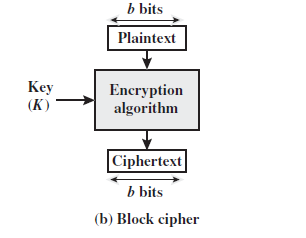 b bits
Plaintext
Key
(K)
Encryption
algorithm
Ciphertext
b bits
(b) Block cipher